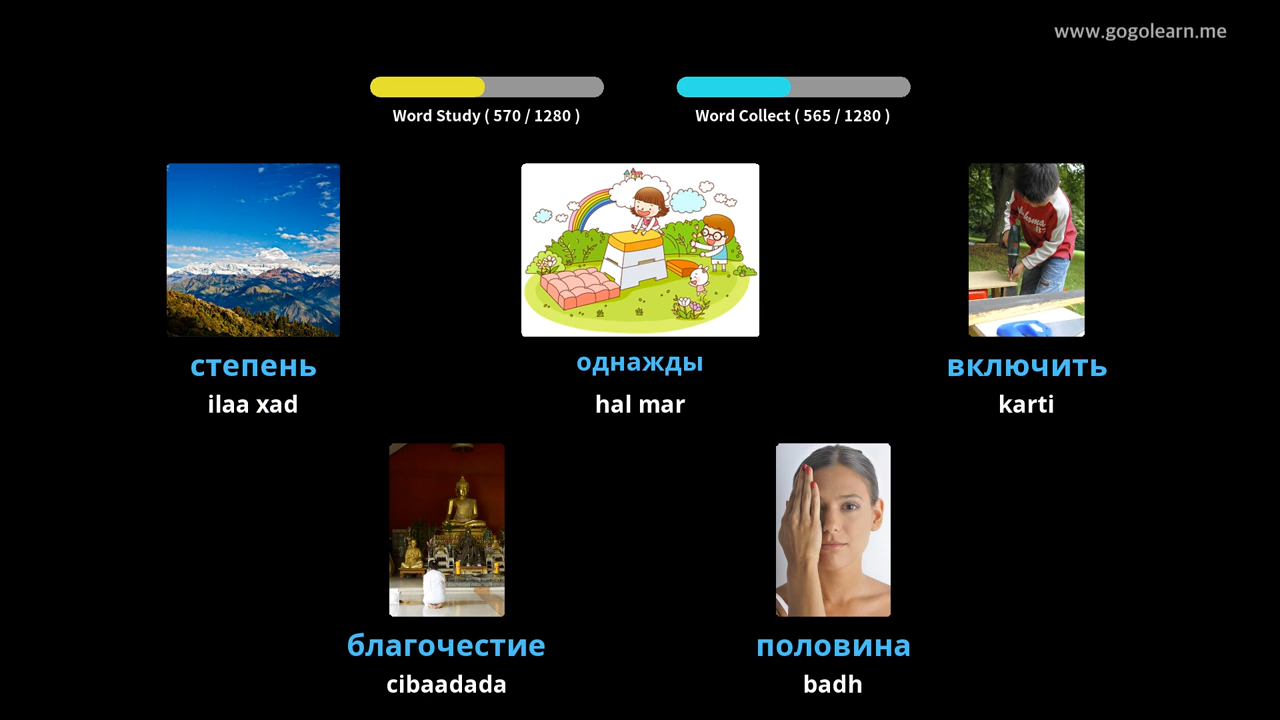 www.gogolearn.me
Word Study ( 570 / 1280 )
Word Collect ( 565 / 1280 )
степень
однажды
включить
ilaa xad
hal mar
karti
благочестие
половина
cibaadada
badh